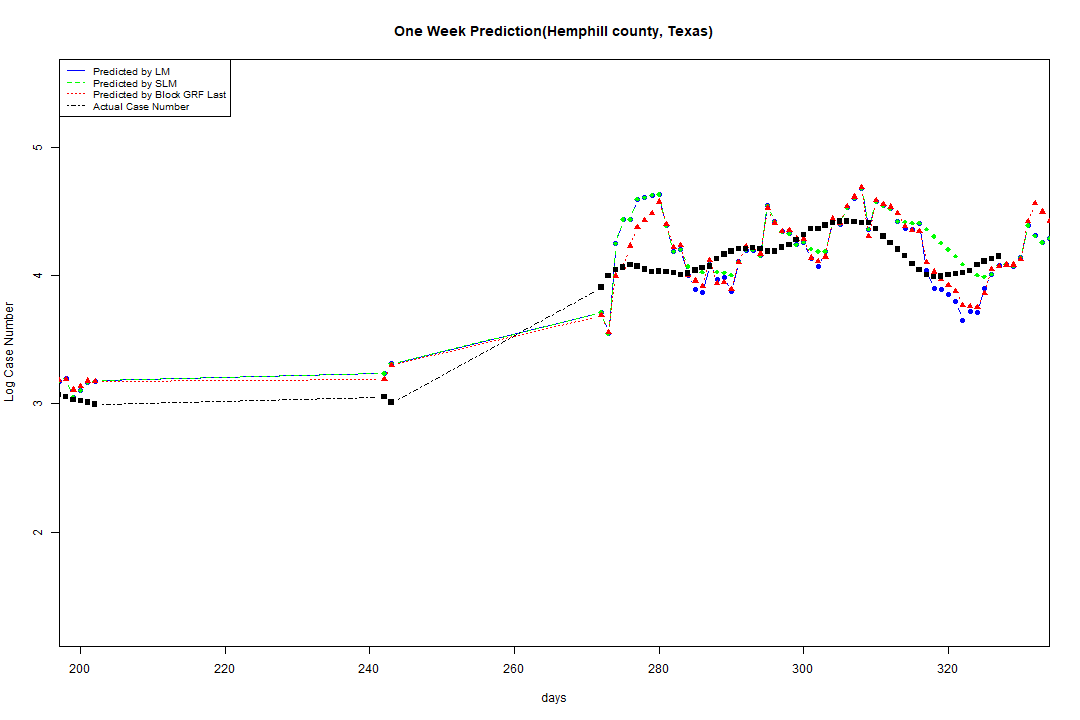 One Week Prediction(Hemphill county, Texas)
Predicted by LM
Predicted by SLM
Predicted by Block GRF Last
Actual Case Number
5
4
3
2
Log Case Number
200 220 240 260 280 300 320
days